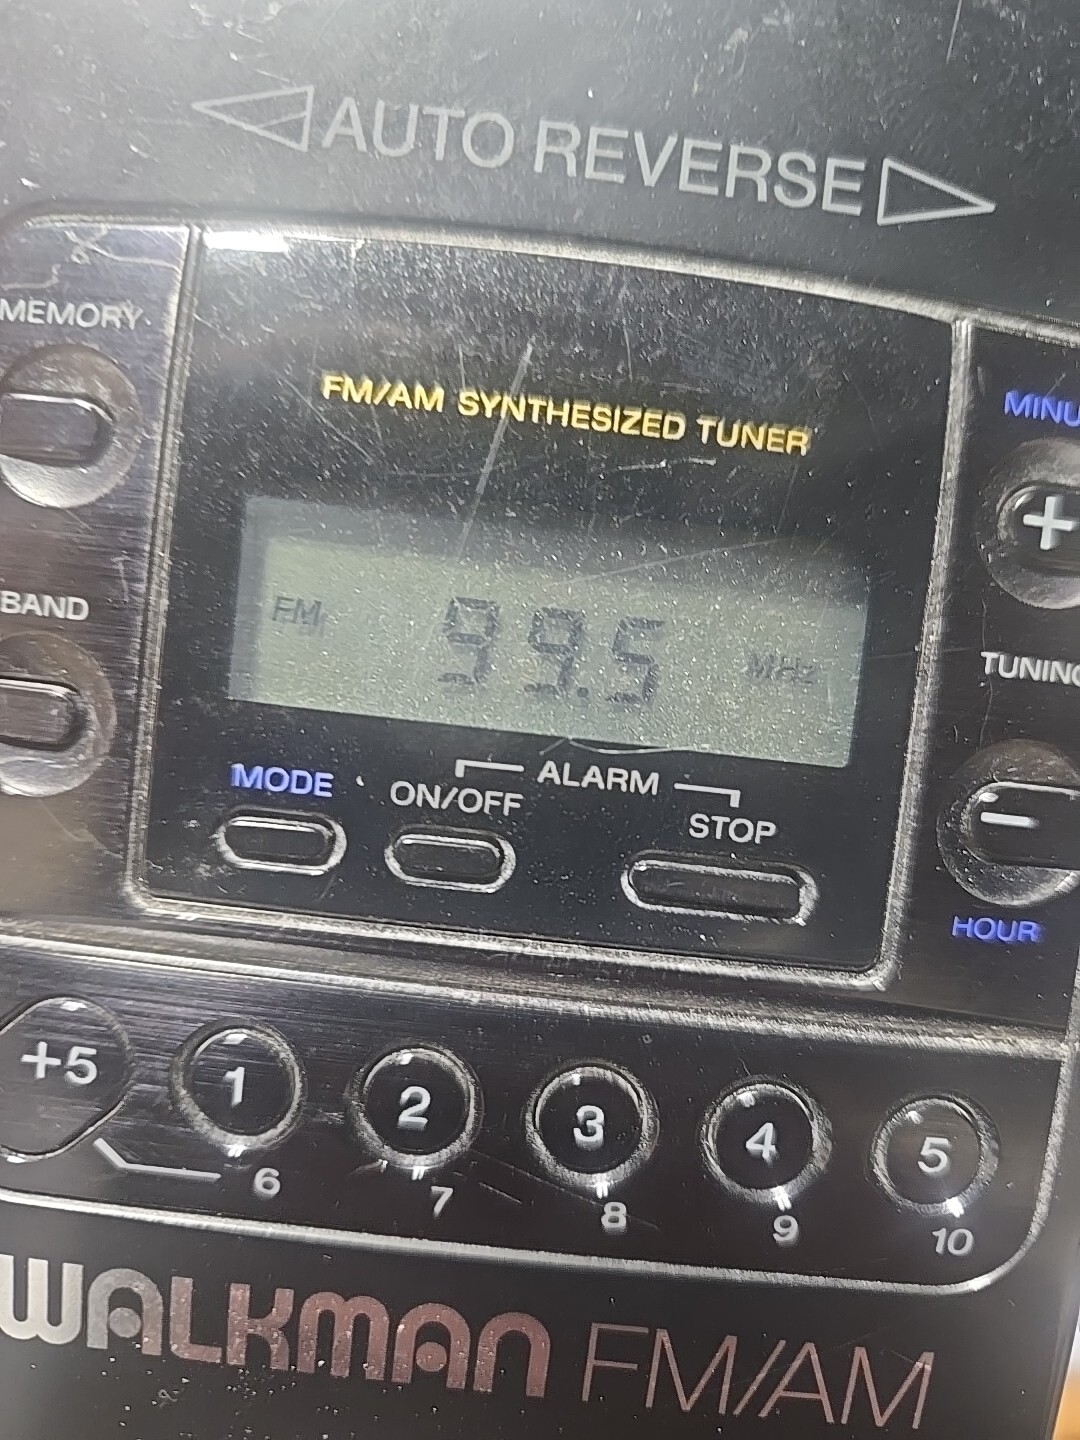 AUTO REVERSE
MEMORY
FM/AM SYNTHESIZED TUNER
MINU
+
BAND
FM 99.5 MHz
TUNING
MODE
ALARM
ON/OFF
STOP
-
HOUR
+5 1 2 3 4 5
6 7 8 9 10
WALKMAN FM/AM